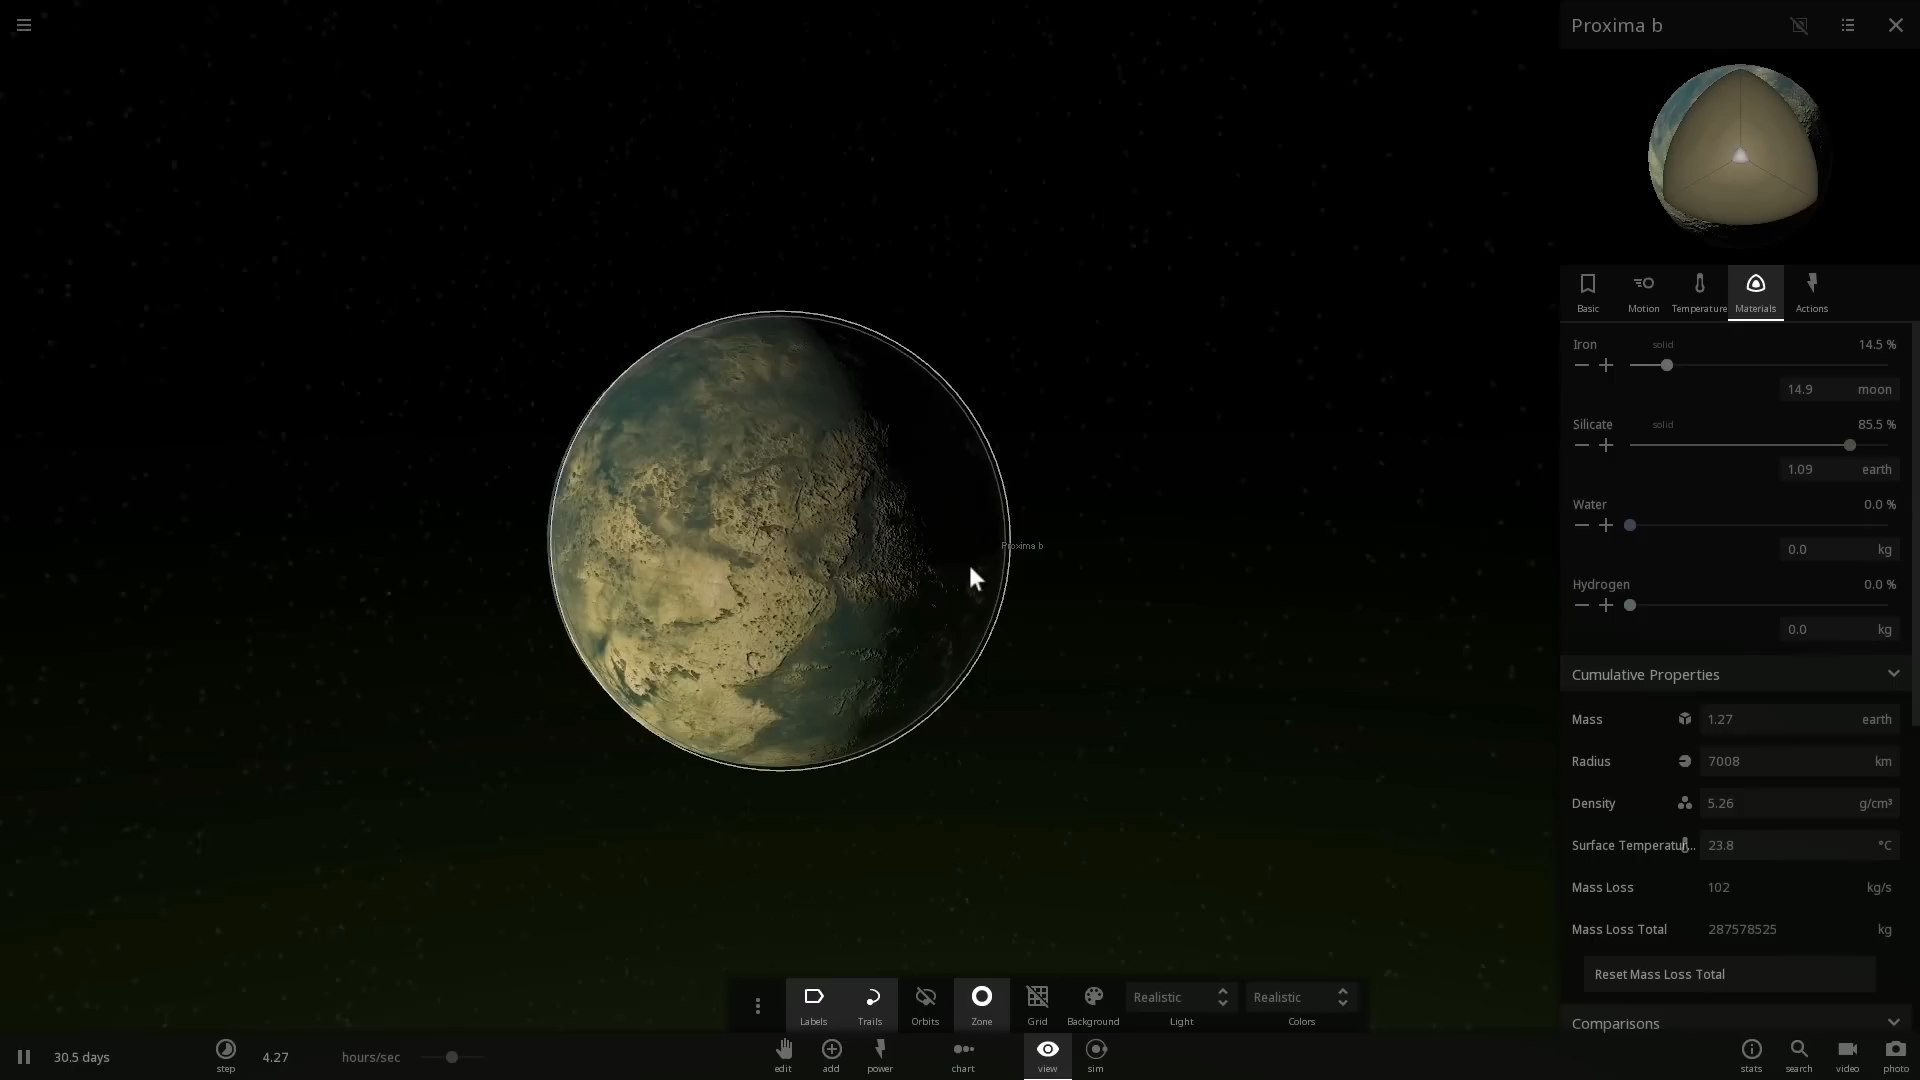 Proxima b
Basic Motion Temperature Materials Actions
Iron solid 14.5 %
14.9 moon
Silicate solid 85.5 %
1.09 earth
Water 0.0 %
0.0 kg
Hydrogen 0.0 %
0.0 kg
Cumulative Properties
Mass 1.27 earth
Radius 7008 km
Density 5.26 g/cm³
Surface Temperatur... 23.8 °C
Mass Loss 102 kg/s
Mass Loss Total 287578525 kg
Reset Mass Loss Total
Comparisons
Proxima b
Realistic Realistic
Labels Trails Orbits Zone Grid Background Light Colors
30.5 days 4.27 hours/sec
step edit add power chart view sim stats search video photo